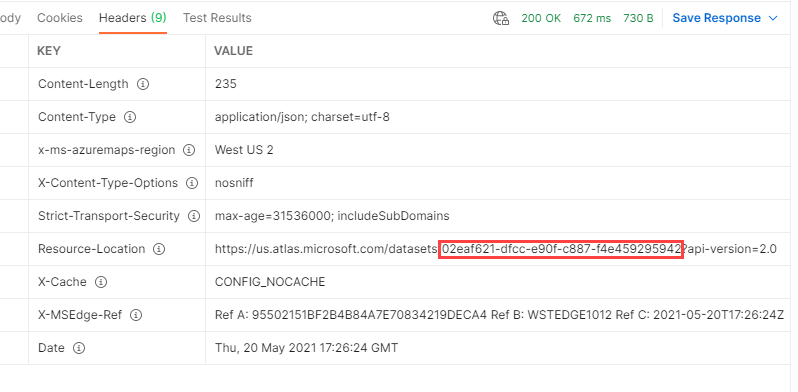 ody Cookies Headers (9) Test Results 200 OK 672 ms 730 B Save Response
KEY VALUE
Content-Length 235
Content-Type application/json; charset=utf-8
x-ms-azuremaps-region West US 2
X-Content-Type-Options nosniff
Strict-Transport-Security max-age=31536000; includeSubDomains
Resource-Location https://us.atlas.microsoft.com/datasets/02eaf621-dfcc-e90f-c887-f4e459295942?api-version=2.0
X-Cache CONFIG_NOCACHE
X-MSEdge-Ref Ref A: 95502151BF2B4B84A7E70834219DECA4 Ref B: WSTEDGE1012 Ref C: 2021-05-20T17:26:24Z
Date Thu, 20 May 2021 17:26:24 GMT